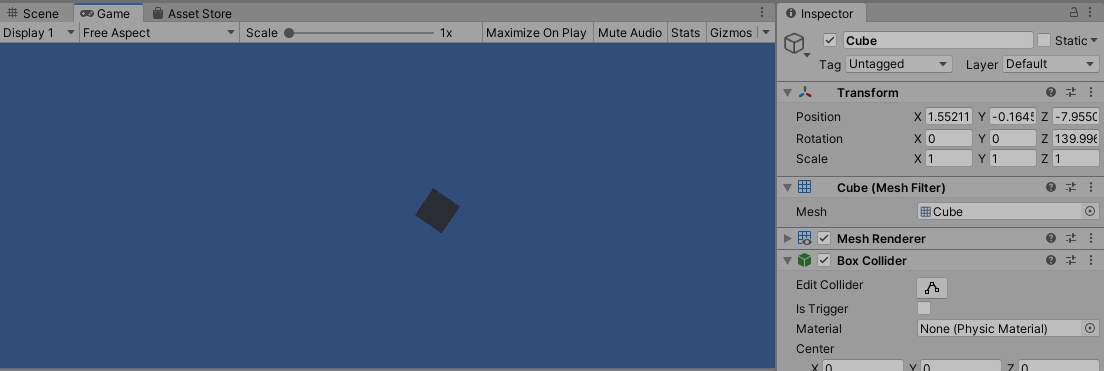 Scene Game Asset Store
Display 1 Free Aspect Scale 1x Maximize On Play Mute Audio Stats Gizmos
Inspector
Cube Static
Tag Untagged Layer Default
Transform
Position X 1.55211 Y -0.1645 Z -7.9550
Rotation X 0 Y 0 Z 139.996
Scale X 1 Y 1 Z 1
Cube (Mesh Filter)
Mesh Cube
Mesh Renderer
Box Collider
Edit Collider
Is Trigger
Material None (Physic Material)
Center
X 0 Y 0 Z 0